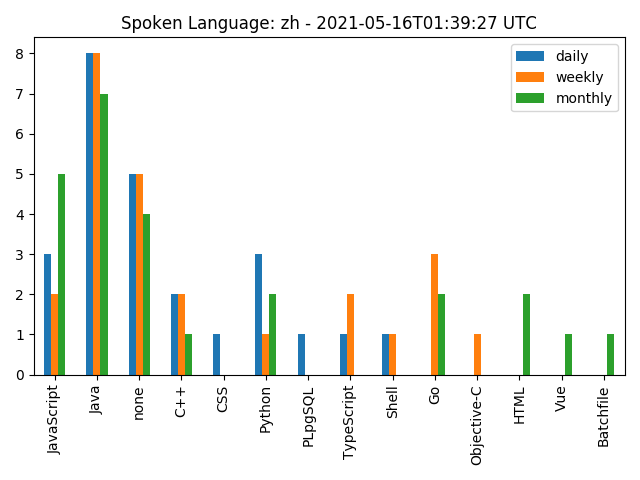 Spoken Language: zh - 2021-05-16T01:39:27 UTC
daily
weekly
monthly
8
7
6
5
4
3
2
1
0
JavaScript
Java
none
C++
CSS
Python
PLpgSQL
TypeScript
Shell
Go
Objective-C
HTML
Vue
Batchfile